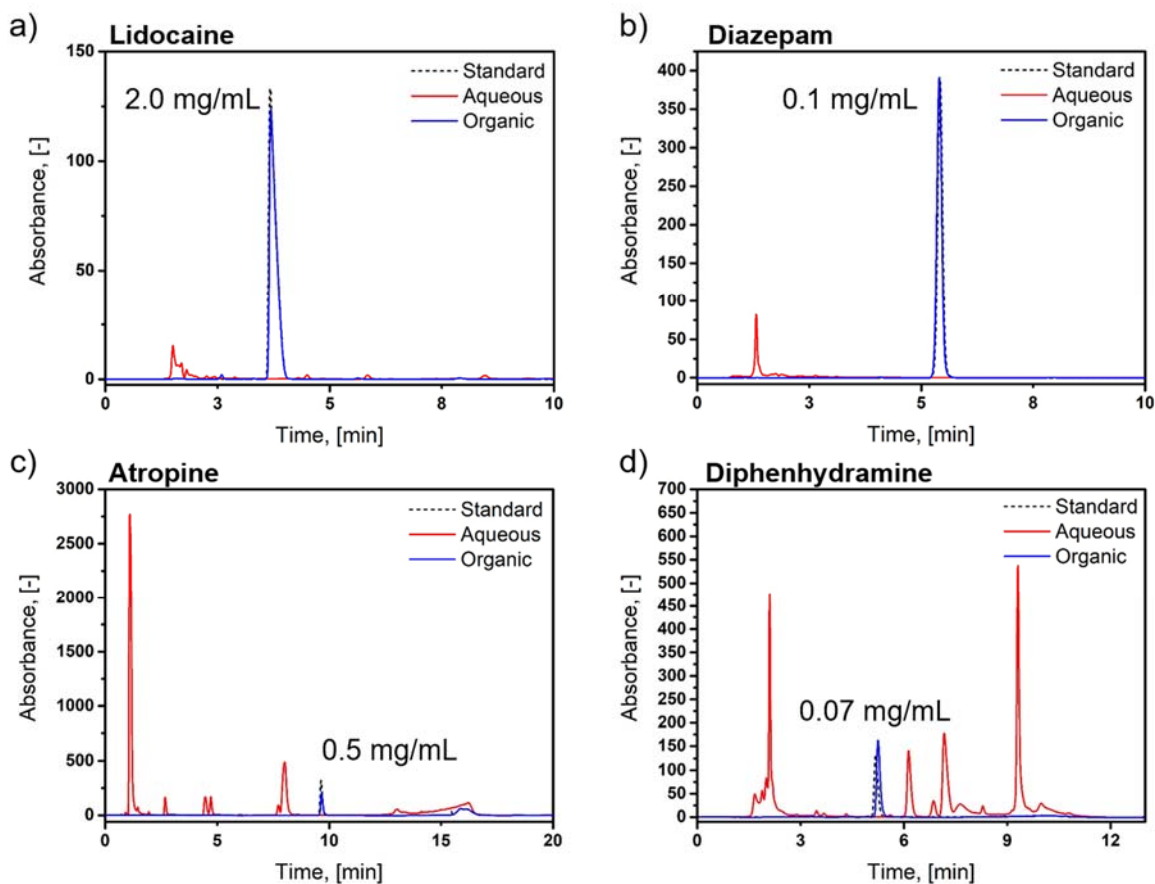 a)
Lidocaine
150
100
50
0
Absorbance, [-]
2.0 mg/mL
Standard
Aqueous
Organic
0 3 5 8 10
Time, [min]
b)
Diazepam
400
350
300
250
200
150
100
50
0
Absorbance, [-]
0.1 mg/mL
Standard
Aqueous
Organic
0 3 5 8 10
Time, [min]
c)
Atropine
3000
2500
2000
1500
1000
500
0
Absorbance, [-]
0.5 mg/mL
Standard
Aqueous
Organic
0 5 10 15 20
Time, [min]
d)
Diphenhydramine
700
650
600
550
500
450
400
350
300
250
200
150
100
50
0
Absorbance, [-]
0.07 mg/mL
Standard
Aqueous
Organic
0 3 6 9 12
Time, [min]